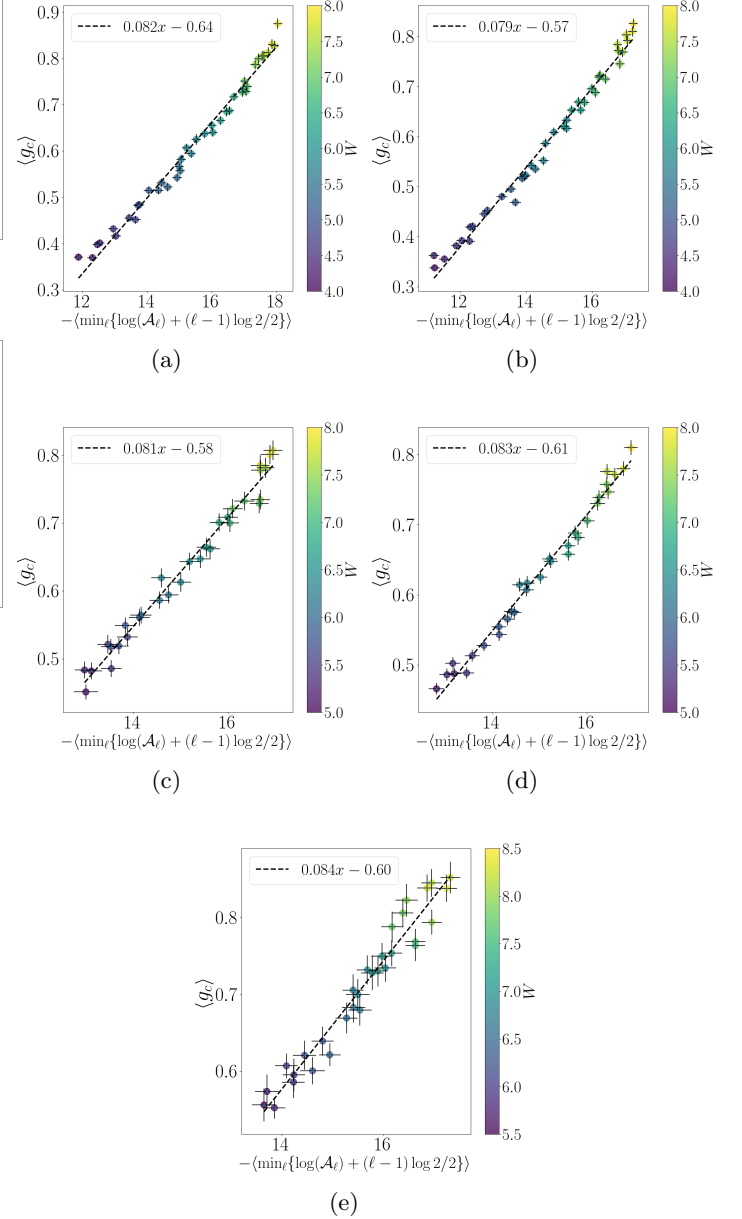 0.082x − 0.64
⟨g_c⟩
0.9
0.8
0.7
0.6
0.5
0.4
0.3
12 14 16 18
−⟨min_ℓ{log(𝒜_ℓ) + (ℓ − 1) log 2/2}⟩
8.0
7.5
7.0
6.5
6.0
5.5
5.0
4.5
4.0
W
(a)
0.079x − 0.57
⟨g_c⟩
0.8
0.7
0.6
0.5
0.4
0.3
12 14 16
−⟨min_ℓ{log(𝒜_ℓ) + (ℓ − 1) log 2/2}⟩
8.0
7.5
7.0
6.5
6.0
5.5
5.0
4.5
4.0
W
(b)
0.081x − 0.58
⟨g_c⟩
0.8
0.7
0.6
0.5
14 16
−⟨min_ℓ{log(𝒜_ℓ) + (ℓ − 1) log 2/2}⟩
8.0
7.5
7.0
6.5
6.0
5.5
5.0
W
(c)
0.083x − 0.61
⟨g_c⟩
0.8
0.7
0.6
0.5
14 16
−⟨min_ℓ{log(𝒜_ℓ) + (ℓ − 1) log 2/2}⟩
8.0
7.5
7.0
6.5
6.0
5.5
5.0
W
(d)
0.084x − 0.60
⟨g_c⟩
0.8
0.7
0.6
14 16
−⟨min_ℓ{log(𝒜_ℓ) + (ℓ − 1) log 2/2}⟩
8.5
8.0
7.5
7.0
6.5
6.0
5.5
W
(e)